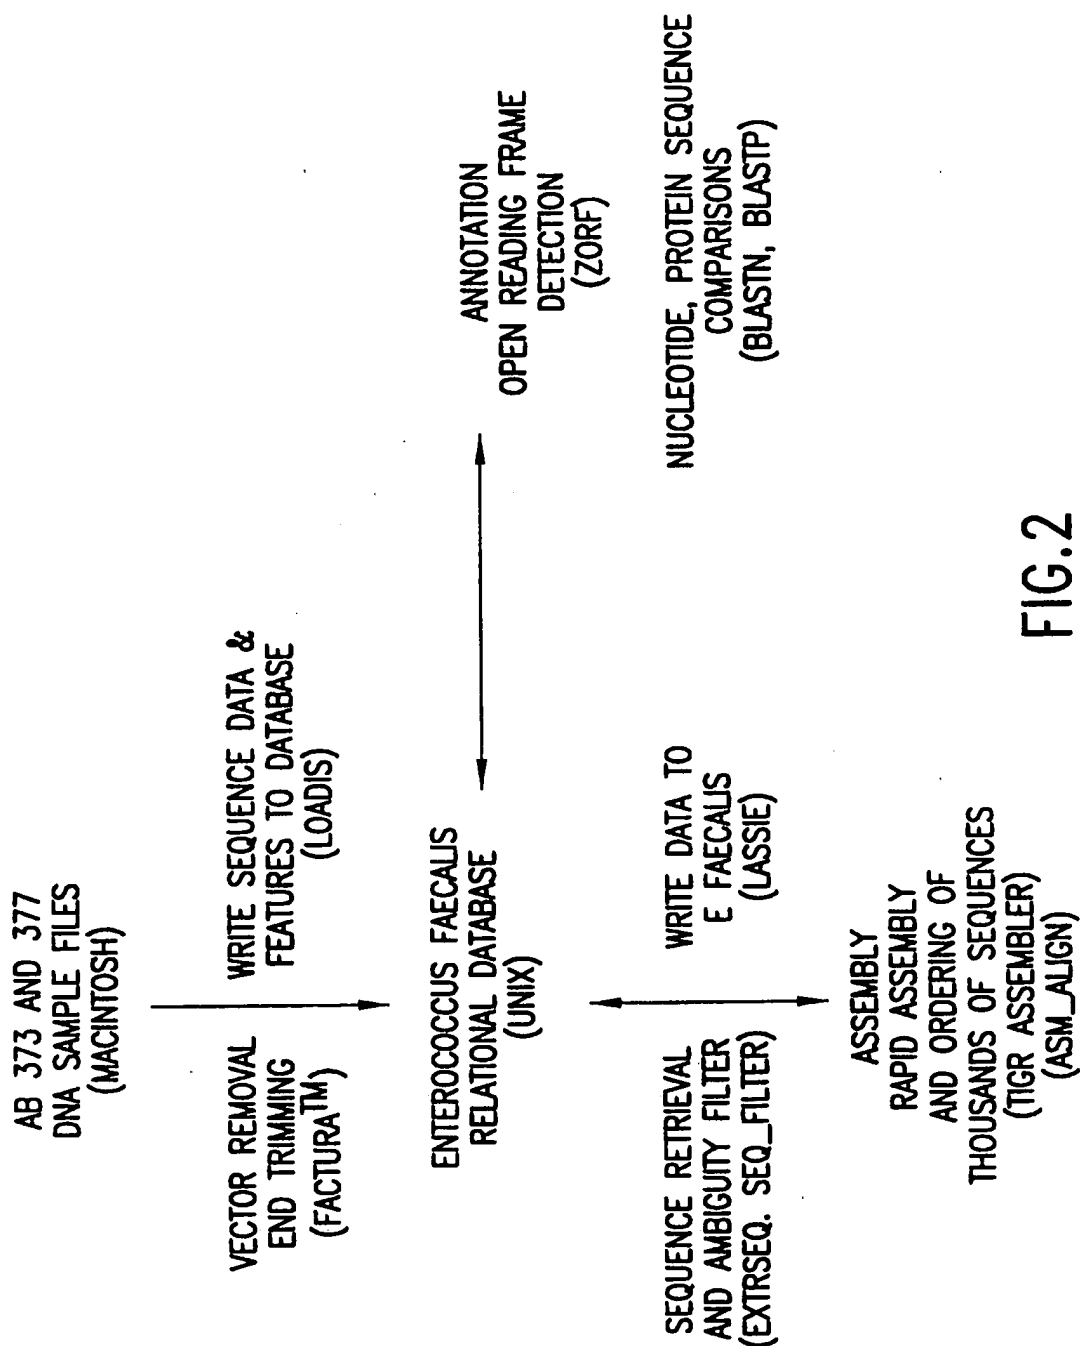 AB 373 AND 377
DNA SAMPLE FILES
(MACINTOSH)
VECTOR REMOVAL
END TRIMMING
(FACTURA™)
WRITE SEQUENCE DATA &
FEATURES TO DATABASE
(LOADIS)
ENTEROCOCCUS FAECALIS
RELATIONAL DATABASE
(UNIX)
ANNOTATION
OPEN READING FRAME
DETECTION
(ZORF)
NUCLEOTIDE, PROTEIN SEQUENCE
COMPARISONS
(BLASTN, BLASTP)
SEQUENCE RETRIEVAL
AND AMBIGUITY FILTER
(EXTRSEQ. SEQ_FILTER)
WRITE DATA TO
E FAECALIS
(LASSIE)
ASSEMBLY
RAPID ASSEMBLY
AND ORDERING OF
THOUSANDS OF SEQUENCES
(TIGR ASSEMBLER)
(ASM_ALIGN)
FIG.2